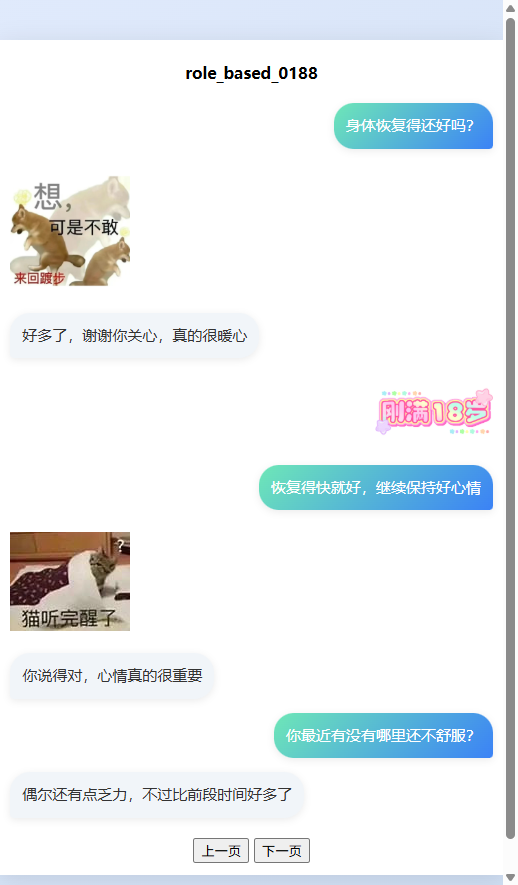 role_based_0188
身体恢复得还好吗？
想，
可是不敢
来回踱步
好多了，谢谢你关心，真的很暖心
刚满18岁
恢复得快就好，继续保持好心情
?
猫听完醒了
你说得对，心情真的很重要
你最近有没有哪里还不舒服？
偶尔还有点乏力，不过比前段时间好多了
上一页 下一页